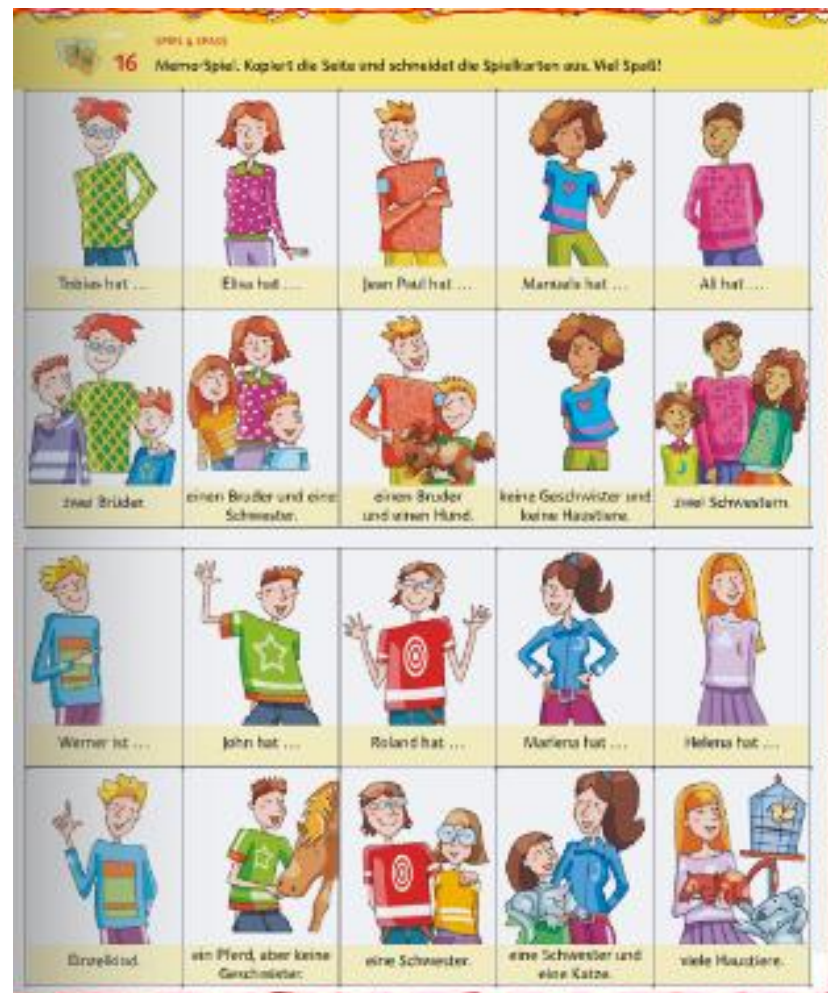 SPIEL & SPASS
16 Memo-Spiel. Kopiert die Seite und schneidet die Spielkarten aus. Viel Spaß!
Tobias hat ...
Elisa hat ...
Jean Paul hat ...
Manuela hat ...
Ali hat ...
zwei Brüder.
einen Bruder und eine
Schwester.
einen Bruder
und einen Hund.
keine Geschwister und
keine Haustiere.
zwei Schwestern.
Werner ist ...
John hat ...
Roland hat ...
Marlena hat ...
Helena hat ...
Einzelkind.
ein Pferd, aber keine
Geschwister.
eine Schwester.
eine Schwester und
eine Katze.
viele Haustiere.